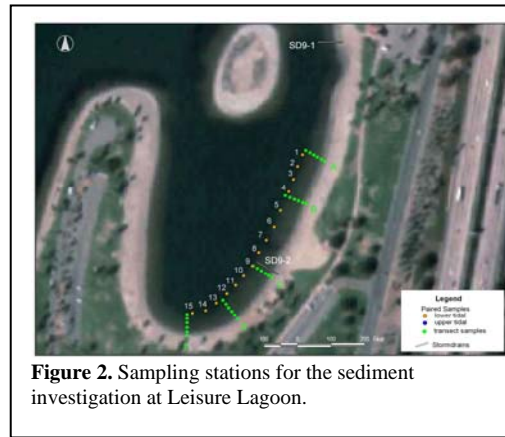 SD9-1
1
2
3
4
5
6
7
8
9
SD9-2
10
11
12
13
14
15
Legend
Paired Samples
lower tidal
upper tidal
transect samples
Stormdrains
Figure 2. Sampling stations for the sediment
investigation at Leisure Lagoon.